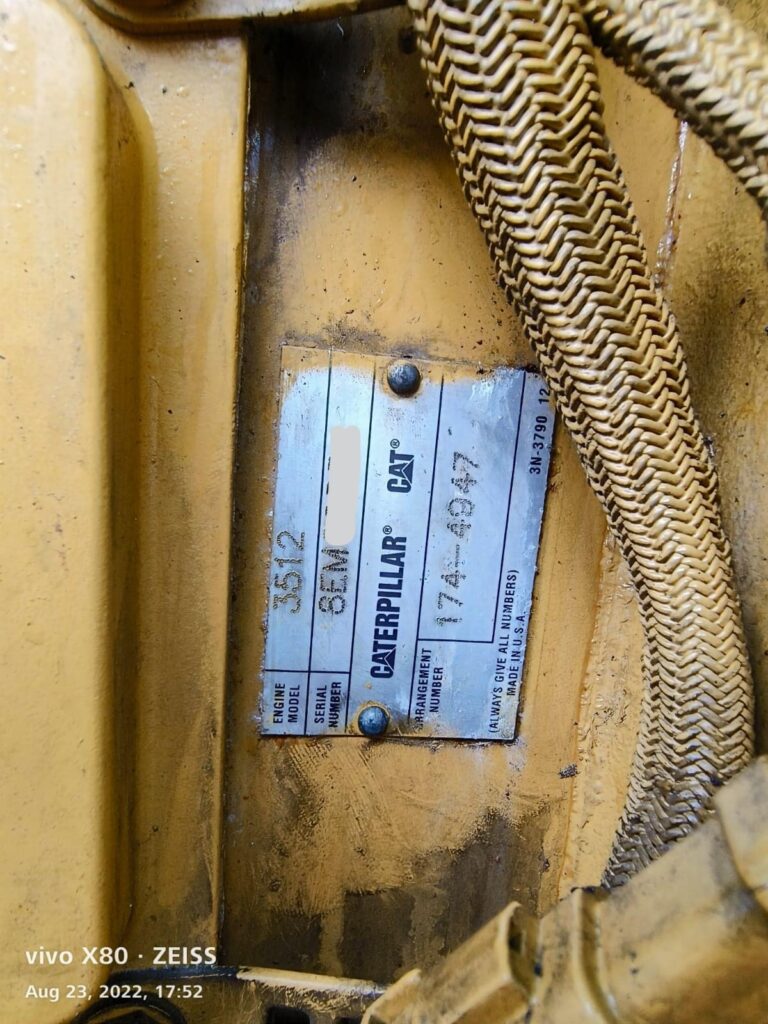 ENGINE MODEL 3512
SERIAL NUMBER 6EM
CATERPILLAR® CAT®
ARRANGEMENT NUMBER 174-4947
(ALWAYS GIVE ALL NUMBERS)
MADE IN U.S.A. 3N-3790 12
vivo X80 · ZEISS
Aug 23, 2022, 17:52